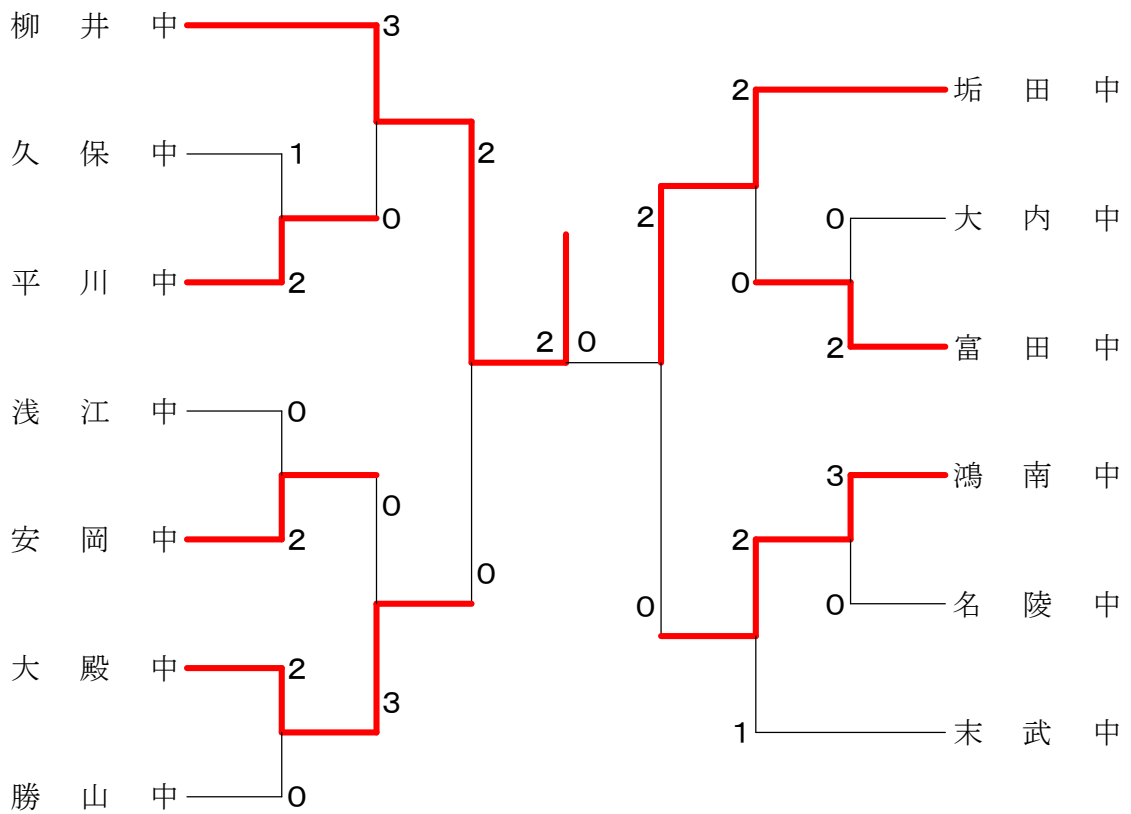 柳井中 3
2 垢田中
久保中 1
2
0
2
0 大内中
平川中 2
0
2 富田中
2 0
浅江中 0
3 鴻南中
0
安岡中 2
2
0
0
0 名陵中
大殿中 2
3
1 末武中
勝山中 0